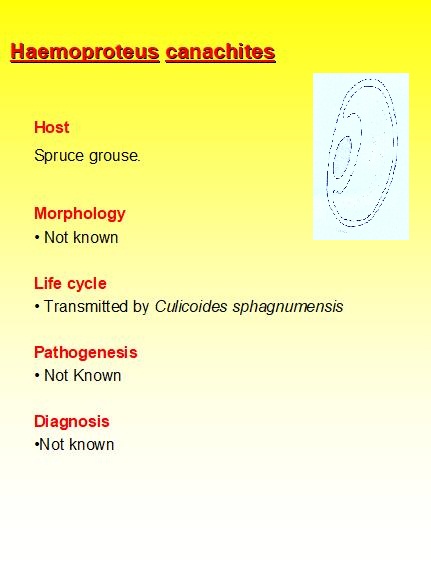 Haemoproteus canachites
Host
Spruce grouse.
Morphology
• Not known
Life cycle
• Transmitted by Culicoides sphagnumensis
Pathogenesis
• Not Known
Diagnosis
•Not known